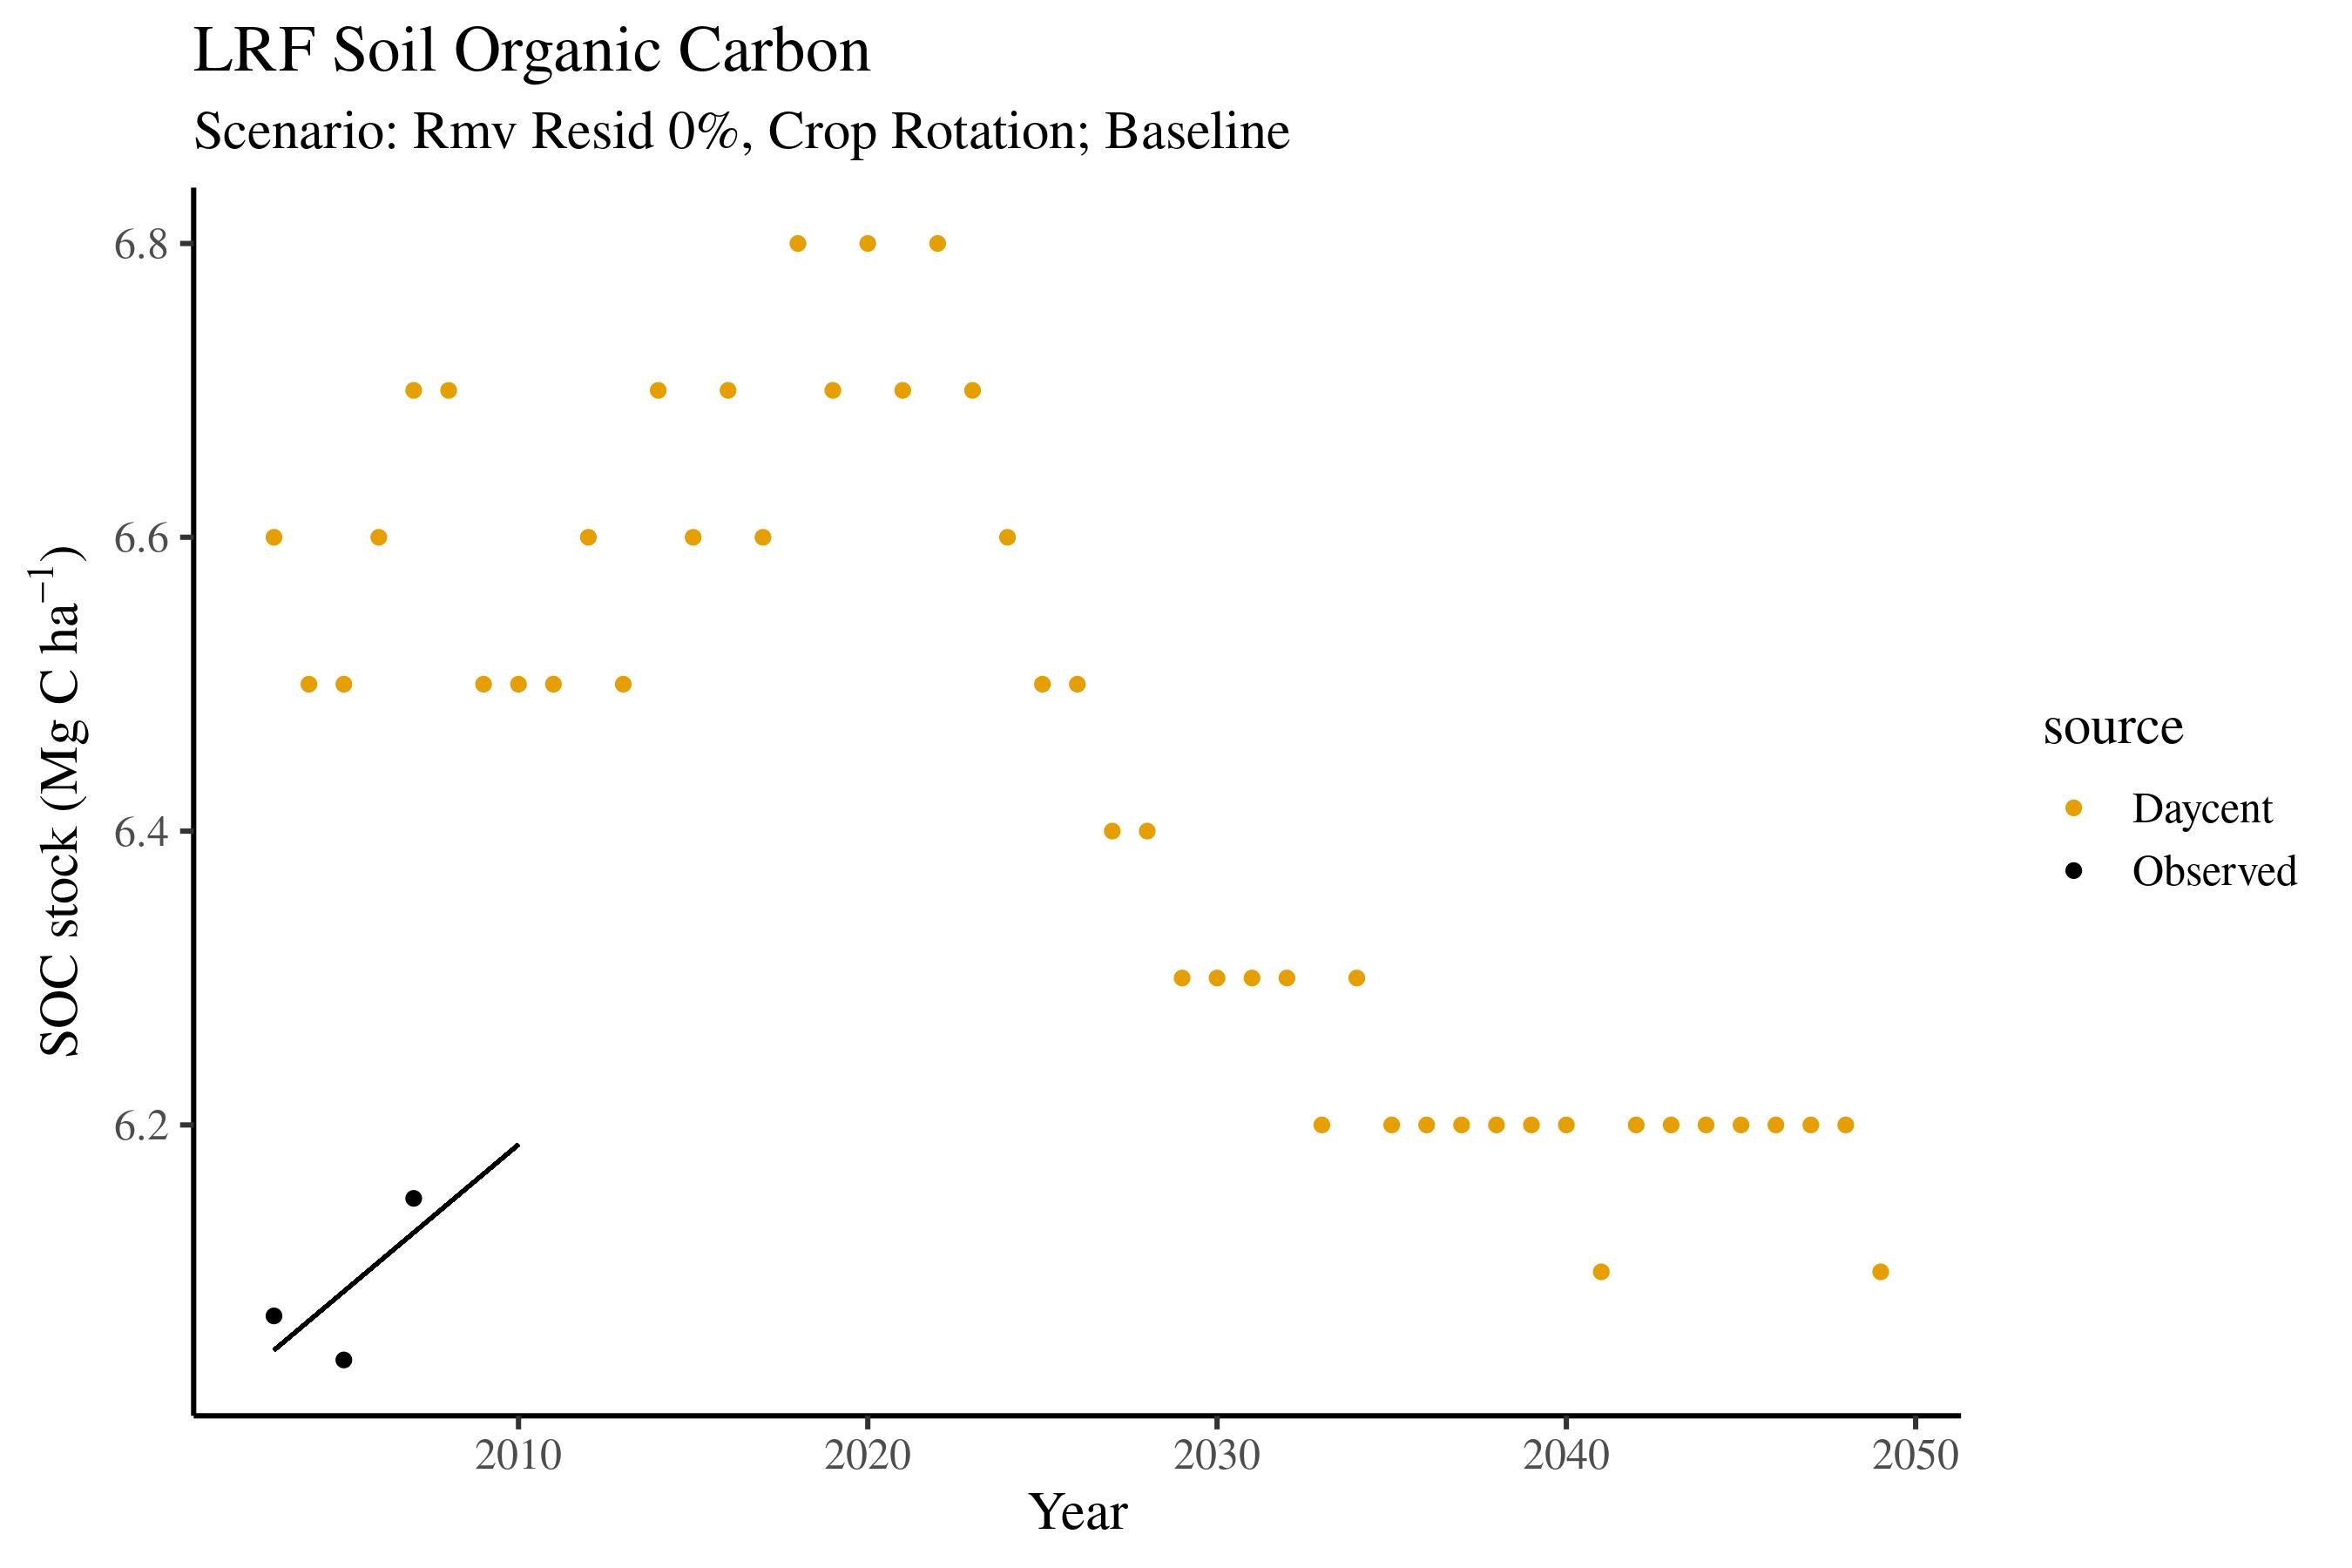 LRF Soil Organic Carbon
Scenario: Rmv Resid 0%, Crop Rotation; Baseline
6.8
6.6
6.4
6.2
SOC stock (Mg C ha⁻¹)
2010 2020 2030 2040 2050
Year
source
Daycent
Observed